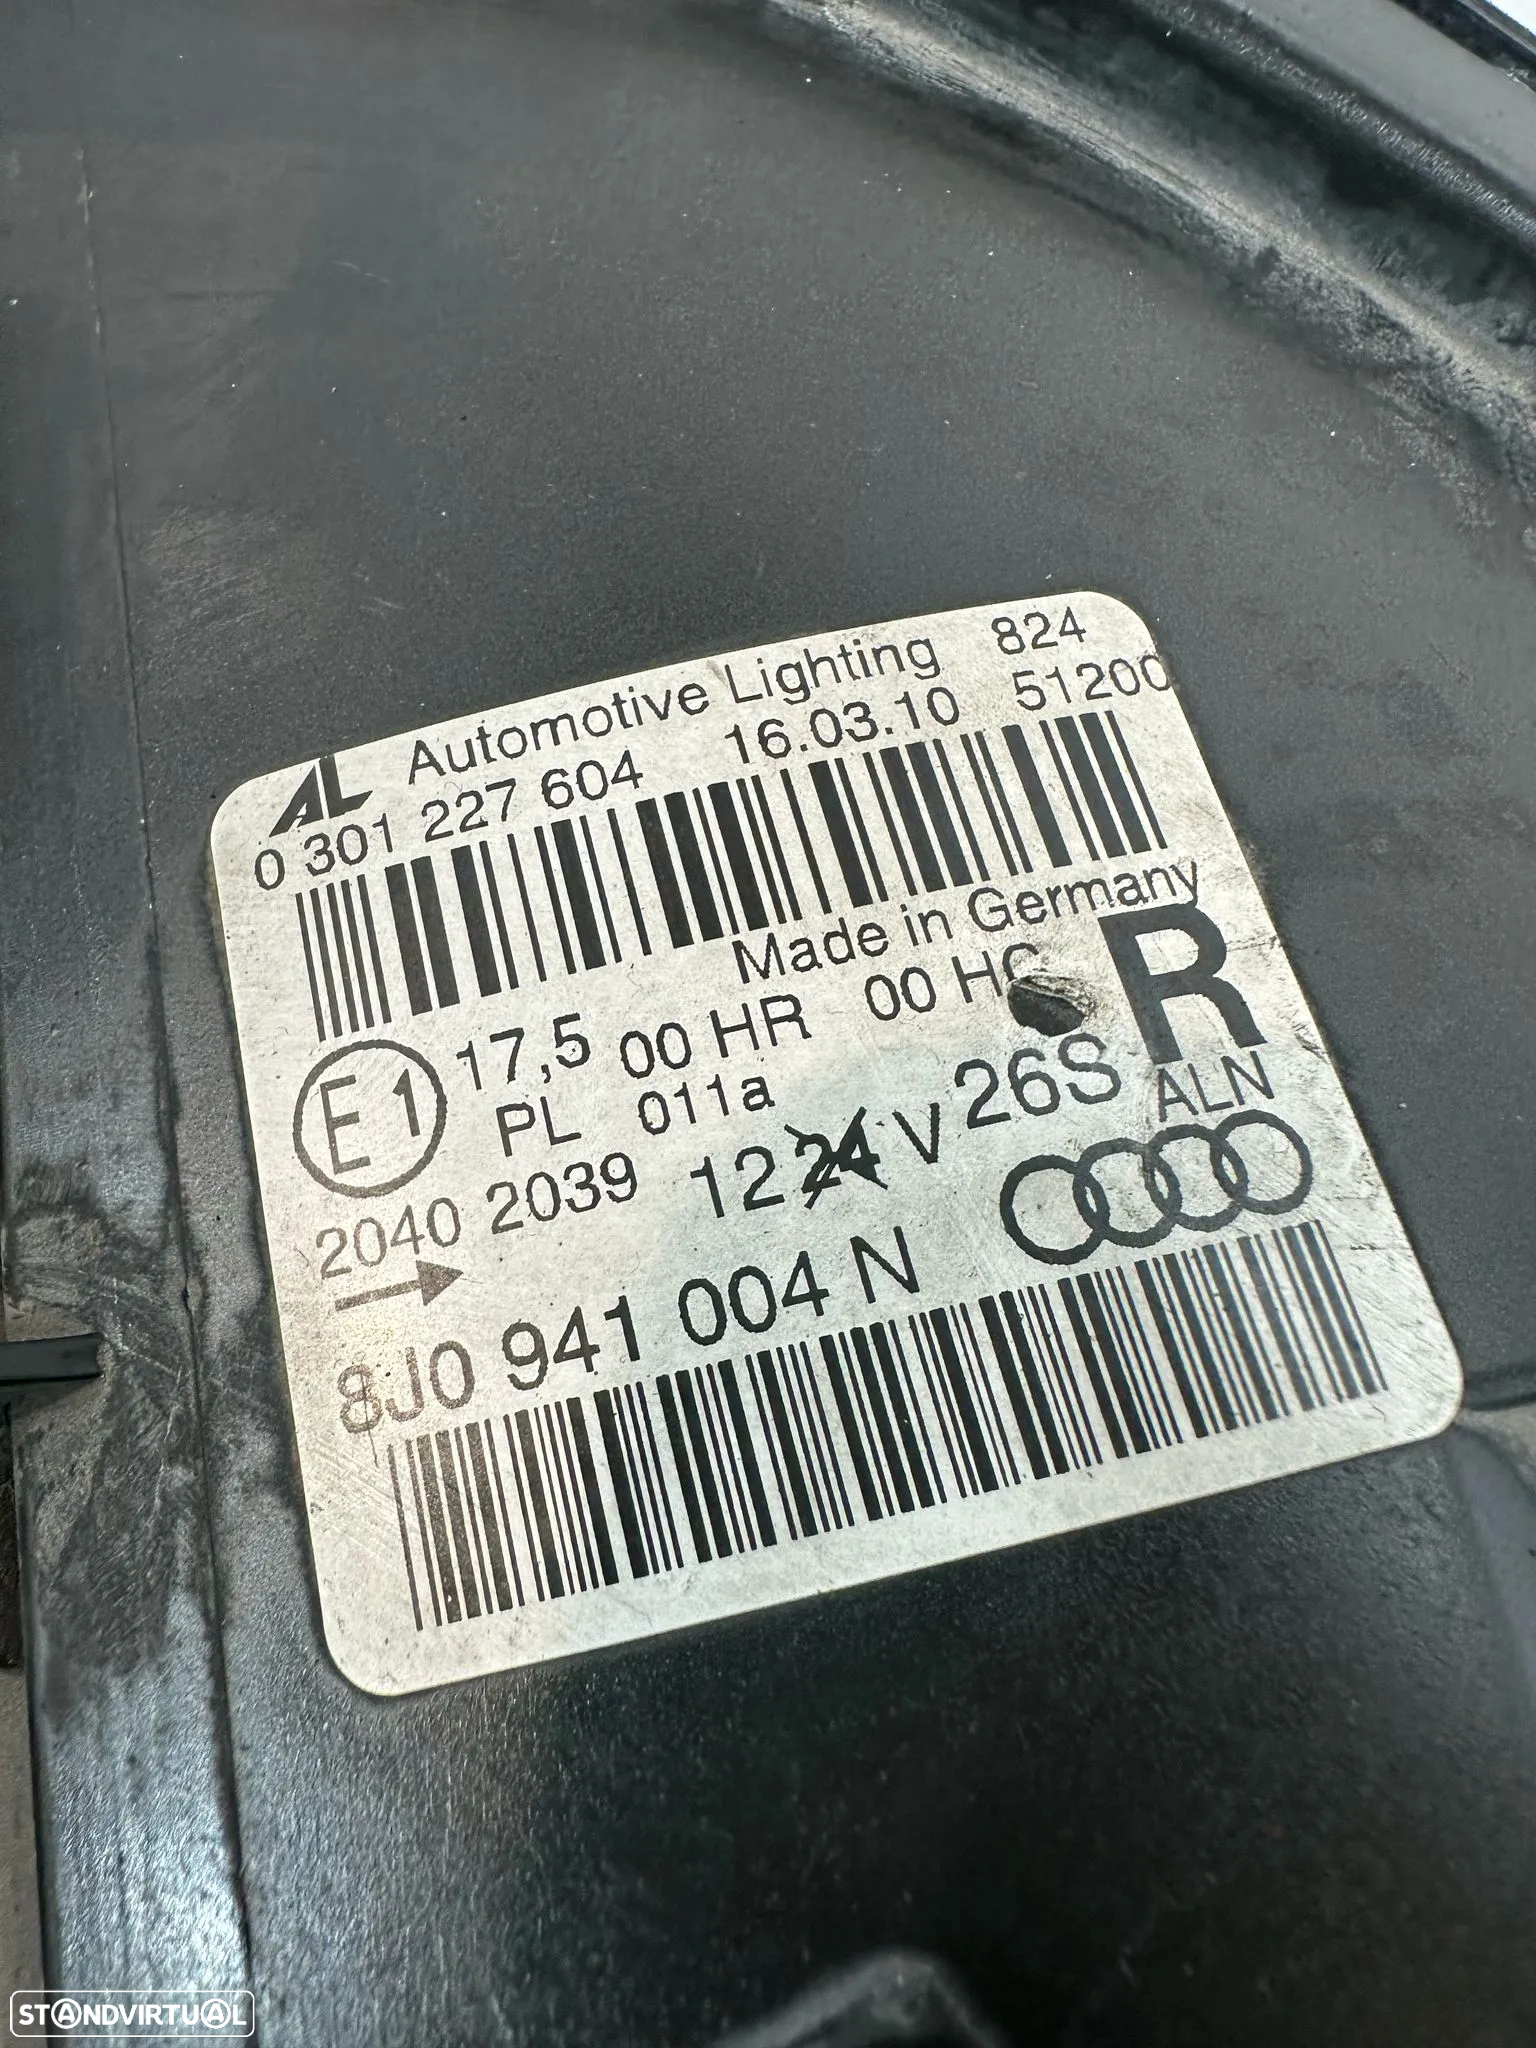 AL Automotive Lighting 824
0 301 227 604 16.03.10 51200
Made in Germany
E1 17,5 00 HR 00 HC R
PL 011a 26S ALN
2040 2039 12 24 V
8J0 941 004 N
STANDVIRTUAL